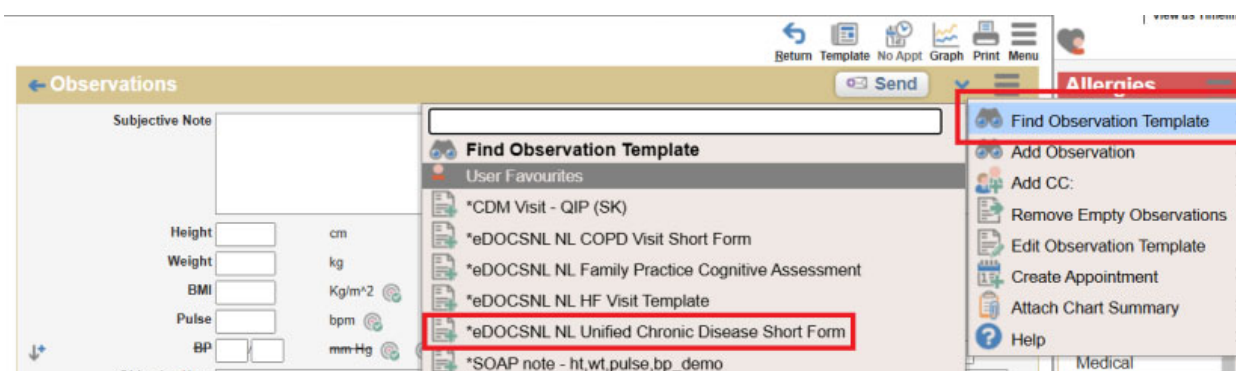 View as Timeline
Return Template No Appt Graph Print Menu
Observations
Send
Allergies
Subjective Note
Height cm
Weight kg
BMI Kg/m^2
Pulse bpm
BP / mm Hg
Find Observation Template
User Favourites
*CDM Visit - QIP (SK)
*eDOCSNL NL COPD Visit Short Form
*eDOCSNL NL Family Practice Cognitive Assessment
*eDOCSNL NL HF Visit Template
*eDOCSNL NL Unified Chronic Disease Short Form
*SOAP note - ht,wt,pulse,bp_demo
Find Observation Template
Add Observation
Add CC:
Remove Empty Observations
Edit Observation Template
Create Appointment
Attach Chart Summary
Help
Medical